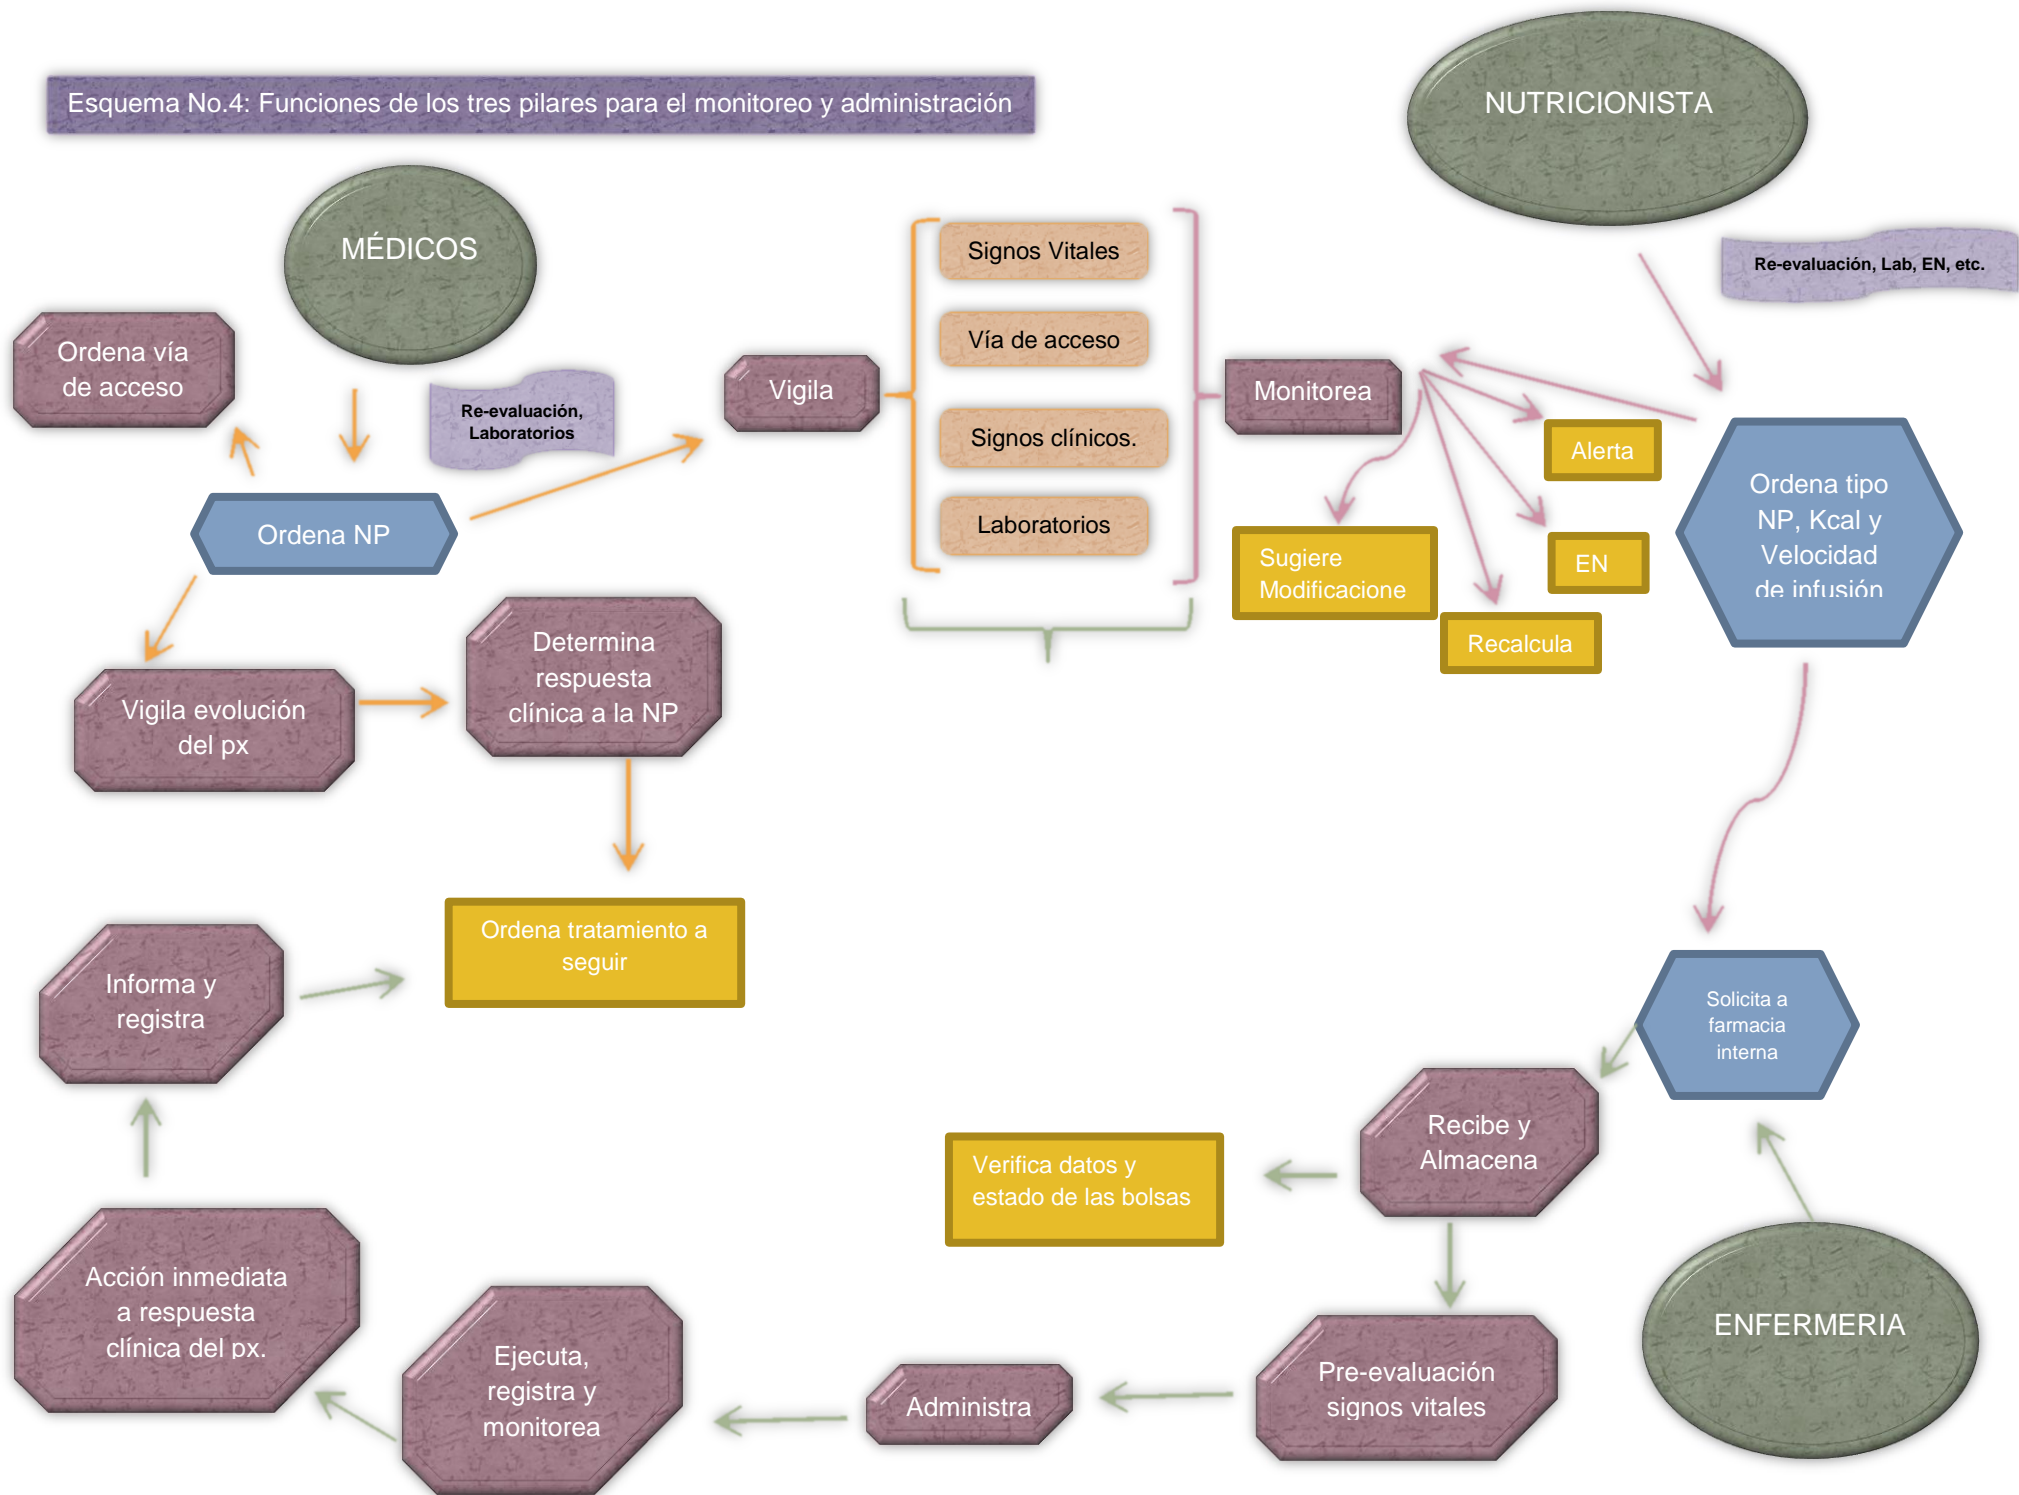 Esquema No.4: Funciones de los tres pilares para el monitoreo y administración
NUTRICIONISTA
MÉDICOS
Re-evaluación, Lab, EN, etc.
Ordena vía
de acceso
Re-evaluación,
Laboratorios
Vigila
Signos Vitales
Vía de acceso
Signos clínicos.
Laboratorios
Monitorea
Alerta
EN
Sugiere
Modificacione
Recalcula
Ordena tipo
NP, Kcal y
Velocidad
de infusión
Ordena NP
Vigila evolución
del px
Determina
respuesta
clínica a la NP
Ordena tratamiento a
seguir
Informa y
registra
Solicita a
farmacia
interna
Recibe y
Almacena
Verifica datos y
estado de las bolsas
ENFERMERIA
Pre-evaluación
signos vitales
Administra
Ejecuta,
registra y
monitorea
Acción inmediata
a respuesta
clínica del px.